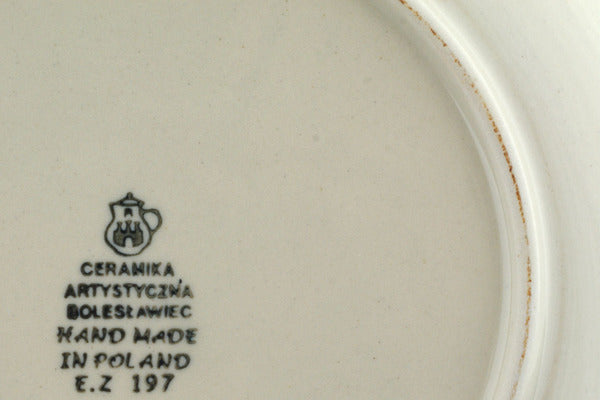 CERAMIKA
ARTYSTYCZNA
BOLESŁAWIEC
HAND MADE
IN POLAND
E.Z 197